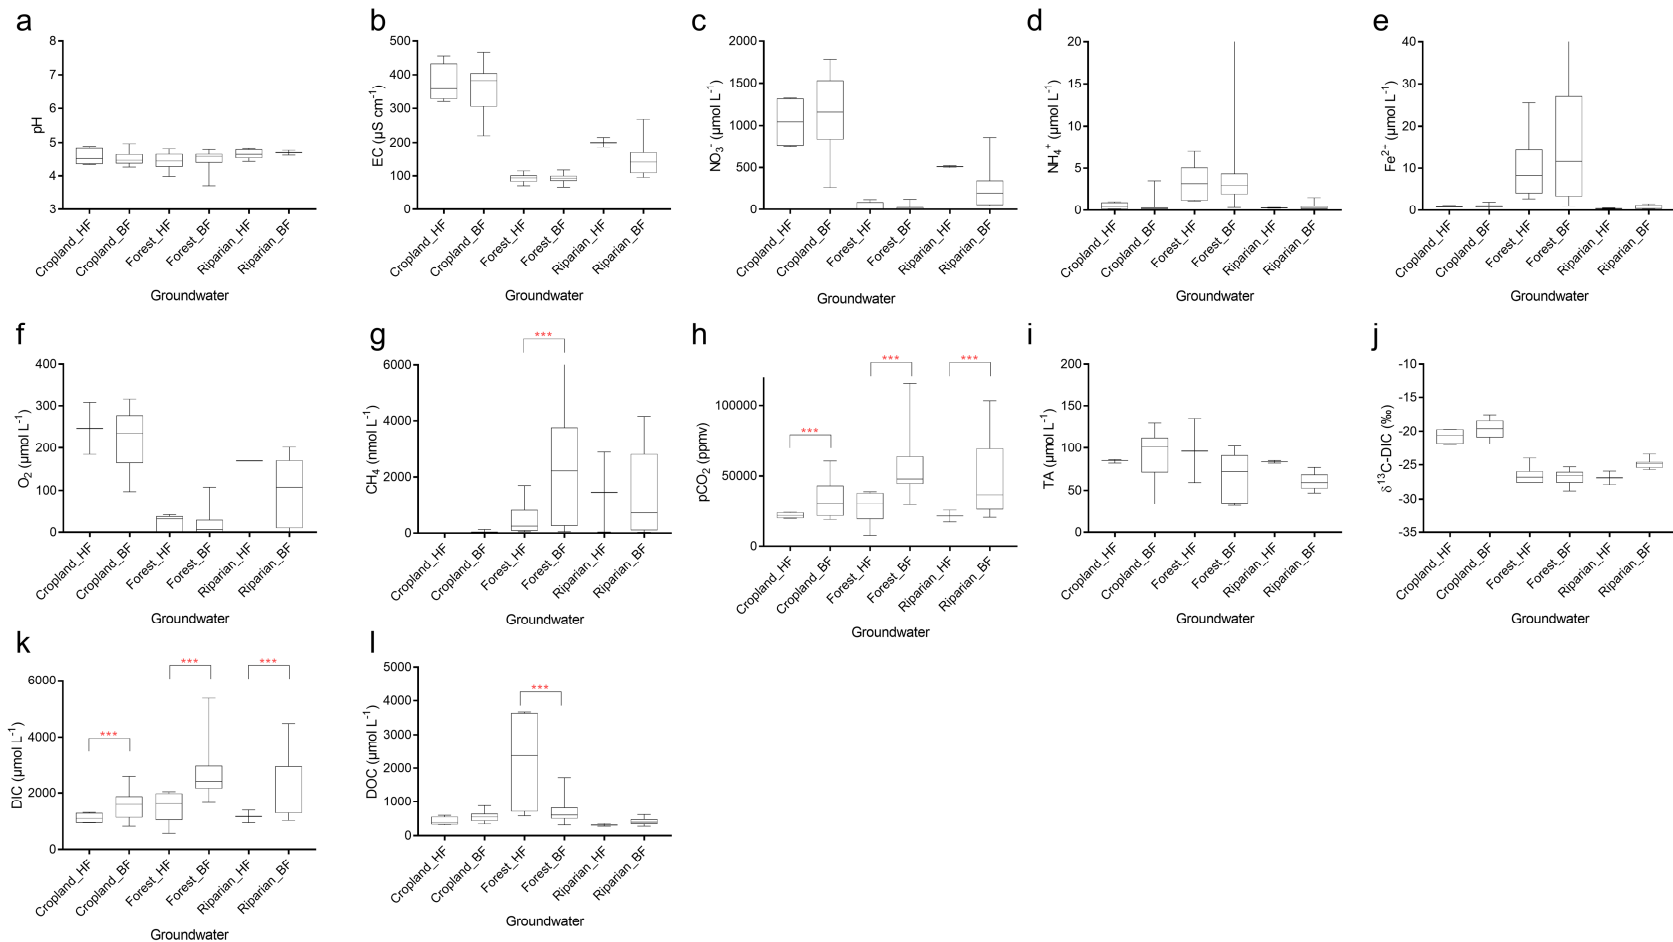 a
8
7
6
5
4
3
pH
Cropland_HF
Cropland_BF
Forest_HF
Forest_BF
Riparian_HF
Riparian_BF
Groundwater
b
500
400
300
200
100
0
EC (µS cm⁻¹)
Cropland_HF
Cropland_BF
Forest_HF
Forest_BF
Riparian_HF
Riparian_BF
Groundwater
c
2000
1500
1000
500
0
NO₃⁻ (µmol L⁻¹)
Cropland_HF
Cropland_BF
Forest_HF
Forest_BF
Riparian_HF
Riparian_BF
Groundwater
d
20
15
10
5
0
NH₄⁺ (µmol L⁻¹)
Cropland_HF
Cropland_BF
Forest_HF
Forest_BF
Riparian_HF
Riparian_BF
Groundwater
e
40
30
20
10
0
Fe²⁻ (µmol L⁻¹)
Cropland_HF
Cropland_BF
Forest_HF
Forest_BF
Riparian_HF
Riparian_BF
Groundwater
f
400
300
200
100
0
O₂ (µmol L⁻¹)
Cropland_HF
Cropland_BF
Forest_HF
Forest_BF
Riparian_HF
Riparian_BF
Groundwater
g
***
6000
4000
2000
0
CH₄ (nmol L⁻¹)
Cropland_HF
Cropland_BF
Forest_HF
Forest_BF
Riparian_HF
Riparian_BF
Groundwater
h
*** ***
***
100000
50000
0
pCO₂ (ppmv)
Cropland_HF
Cropland_BF
Forest_HF
Forest_BF
Riparian_HF
Riparian_BF
Groundwater
i
200
150
100
50
0
TA (µmol L⁻¹)
Cropland_HF
Cropland_BF
Forest_HF
Forest_BF
Riparian_HF
Riparian_BF
Groundwater
j
-10
-15
-20
-25
-30
-35
δ¹³C-DIC (‰)
Cropland_HF
Cropland_BF
Forest_HF
Forest_BF
Riparian_HF
Riparian_BF
Groundwater
k
*** ***
***
6000
4000
2000
0
DIC (µmol L⁻¹)
Cropland_HF
Cropland_BF
Forest_HF
Forest_BF
Riparian_HF
Riparian_BF
Groundwater
l
***
5000
4000
3000
2000
1000
0
DOC (µmol L⁻¹)
Cropland_HF
Cropland_BF
Forest_HF
Forest_BF
Riparian_HF
Riparian_BF
Groundwater